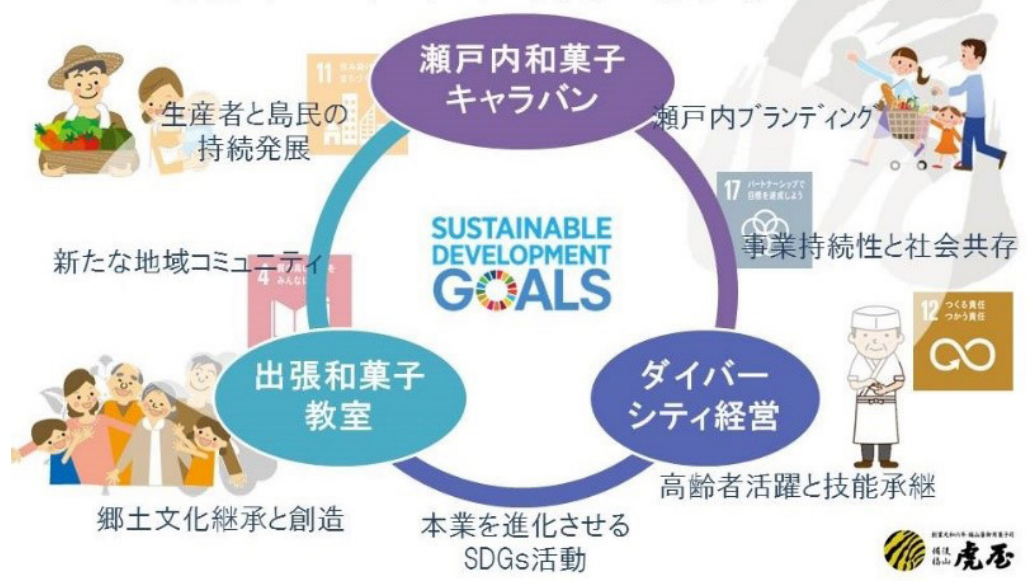 瀬戸内和菓子
キャラバン
11
生産者と島民の
持続発展
瀬戸内ブランディング
17 パートナーシップで
目標を達成しよう
SUSTAINABLE
DEVELOPMENT
GOALS
新たな地域コミュニティ
4
みんなに
事業持続性と社会共存
12 つくる責任
つかう責任
出張和菓子
教室
ダイバー
シティ経営
高齢者活躍と技能承継
郷土文化継承と創造
本業を進化させる
SDGs活動
備後
福山
虎屋